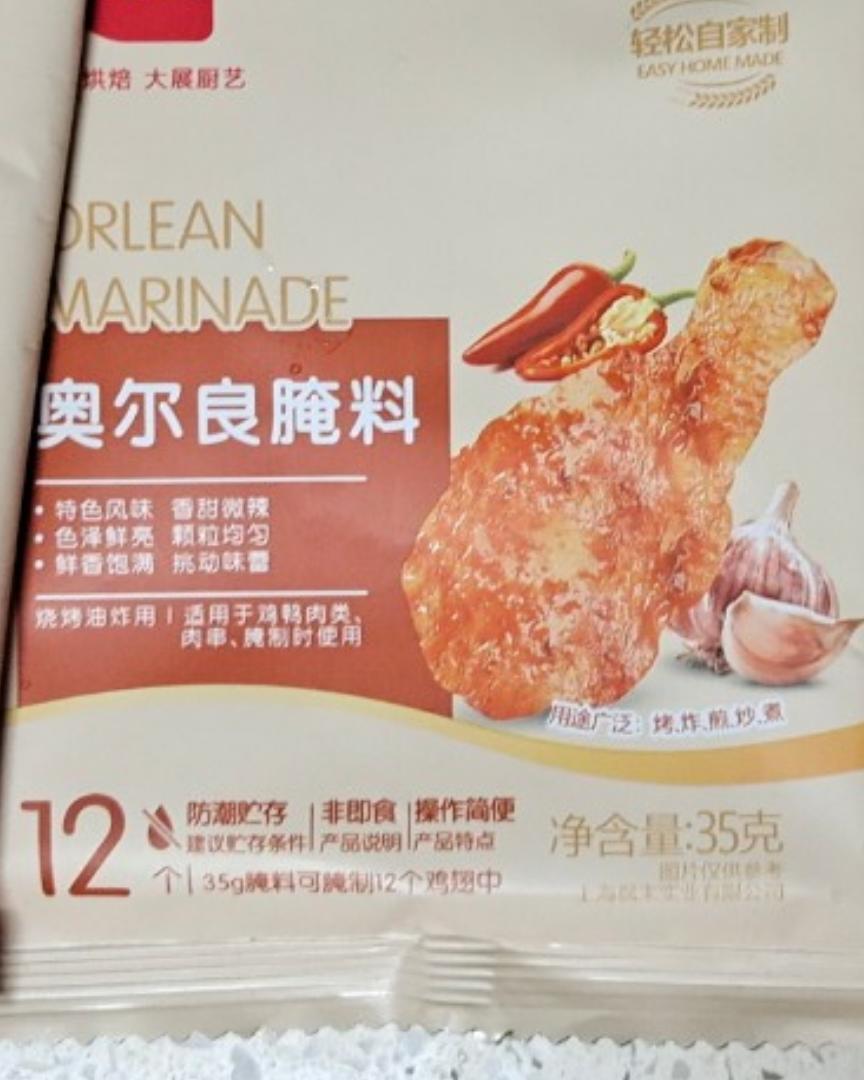 轻松自家制
EASY HOME MADE
烘焙 大展厨艺
ORLEAN
MARINADE
奥尔良腌料
• 特色风味 香甜微辣
• 色泽鲜亮 颗粒均匀
• 鲜香饱满 挑动味蕾
烧烤油炸用 | 适用于鸡鸭肉类、
肉串、腌制时使用
用途广泛: 烤.炸.煎.炒.煮
12
个
防潮贮存 | 非即食 | 操作简便
建议贮存条件 | 产品说明 | 产品特点
35g腌料可腌制12个鸡翅中
净含量:35克
图片仅供参考
实业有限公司